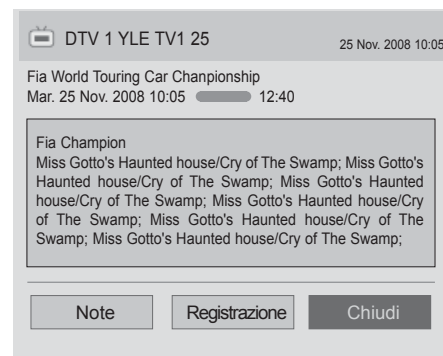 DTV 1 YLE TV1 25
25 Nov. 2008 10:05
Fia World Touring Car Chanpionship
Mar. 25 Nov. 2008 10:05 12:40
Fia Champion
Miss Gotto's Haunted house/Cry of The Swamp; Miss Gotto's
Haunted house/Cry of The Swamp; Miss Gotto's Haunted
house/Cry of The Swamp; Miss Gotto's Haunted house/Cry
of The Swamp; Miss Gotto's Haunted house/Cry of The
Swamp; Miss Gotto's Haunted house/Cry of The Swamp;
Note
Registrazione
Chiudi